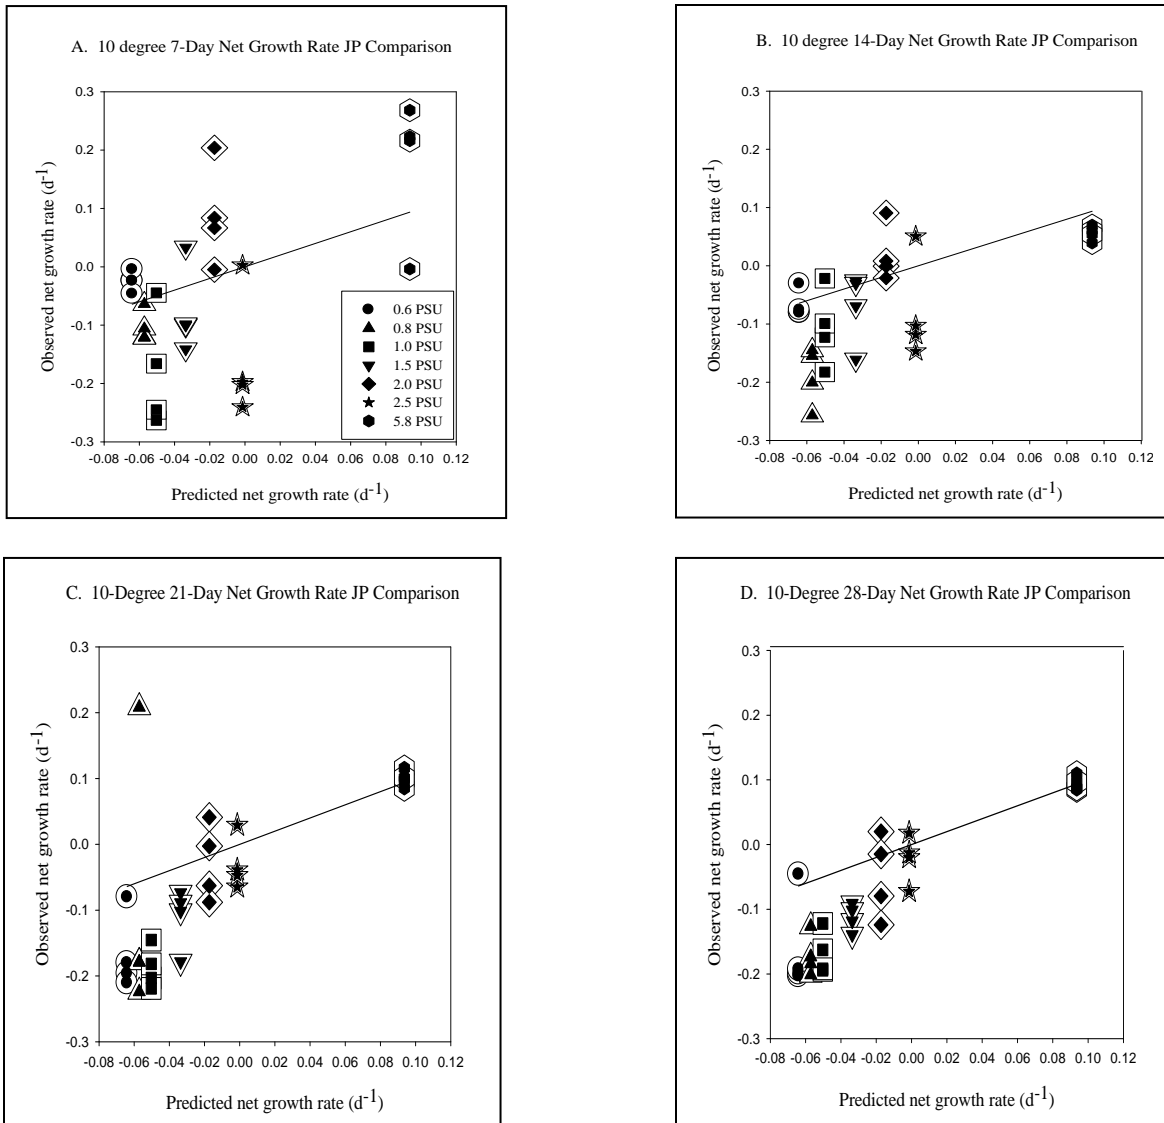 A. 10 degree 7-Day Net Growth Rate JP Comparison
0.3
0.2
0.1
0.0
-0.1
-0.2
-0.3
Observed net growth rate (d-1)
0.6 PSU
0.8 PSU
1.0 PSU
1.5 PSU
2.0 PSU
2.5 PSU
5.8 PSU
-0.08 -0.06 -0.04 -0.02 0.00 0.02 0.04 0.06 0.08 0.10 0.12
Predicted net growth rate (d-1)
B. 10 degree 14-Day Net Growth Rate JP Comparison
0.3
0.2
0.1
0.0
-0.1
-0.2
-0.3
Observed net growth rate (d-1)
-0.08 -0.06 -0.04 -0.02 0.00 0.02 0.04 0.06 0.08 0.10 0.12
Predicted net growth rate (d-1)
C. 10-Degree 21-Day Net Growth Rate JP Comparison
0.3
0.2
0.1
0.0
-0.1
-0.2
-0.3
Observed net growth rate (d-1)
-0.08 -0.06 -0.04 -0.02 0.00 0.02 0.04 0.06 0.08 0.10 0.12
Predicted net growth rate (d-1)
D. 10-Degree 28-Day Net Growth Rate JP Comparison
0.3
0.2
0.1
0.0
-0.1
-0.2
-0.3
Observed net growth rate (d-1)
-0.08 -0.06 -0.04 -0.02 0.00 0.02 0.04 0.06 0.08 0.10 0.12
Predicted net growth rate (d-1)